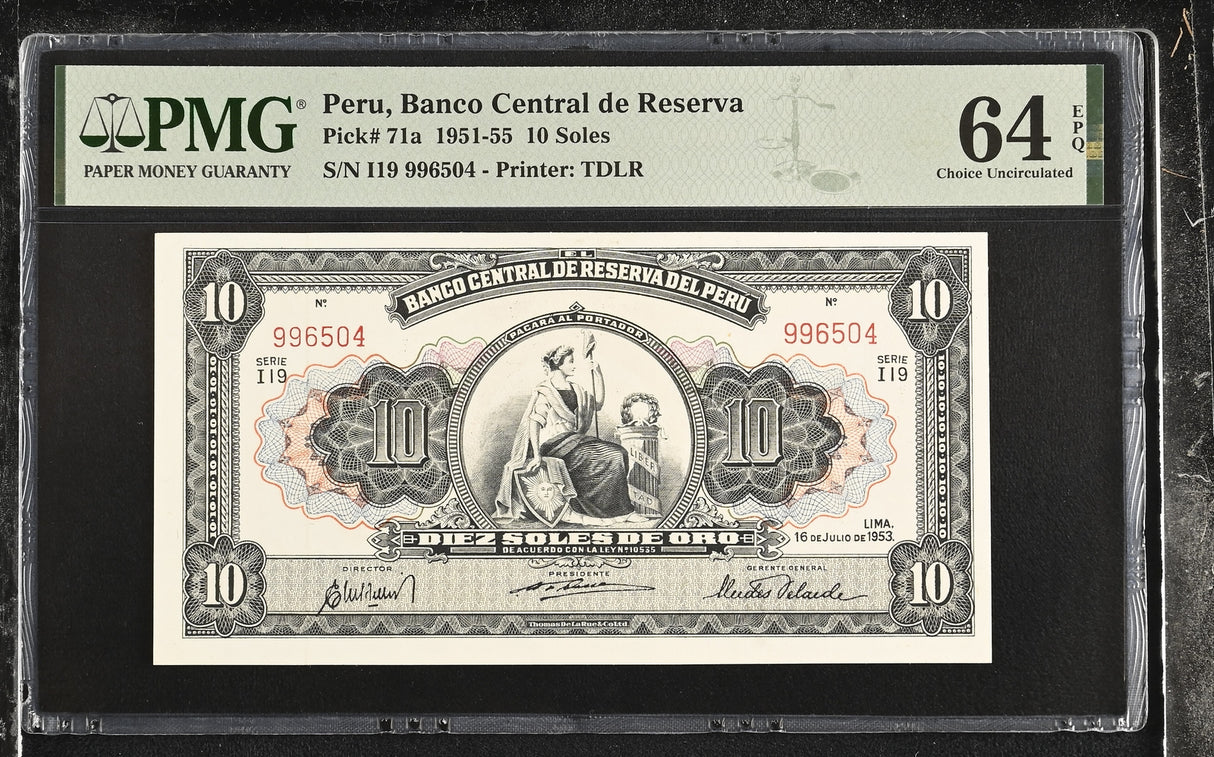 PMG®
PAPER MONEY GUARANTY
Peru, Banco Central de Reserva
Pick# 71a 1951-55 10 Soles
S/N I19 996504 - Printer: TDLR
64
EPQ
Choice Uncirculated
EL
BANCO CENTRAL DE RESERVA DEL PERU
10
10
Nº
Nº
PAGARA AL PORTADOR
996504
996504
SERIE
I19
SERIE
I19
10
10
LIBER
TAD
LIMA,
16 DE JULIO DE 1953.
DIEZ SOLES DE ORO
DE ACUERDO CON LA LEY Nº 10535
DIRECTOR
PRESIDENTE
GERENTE GENERAL
10
10
Thomas De La Rue & Co. Ltd.